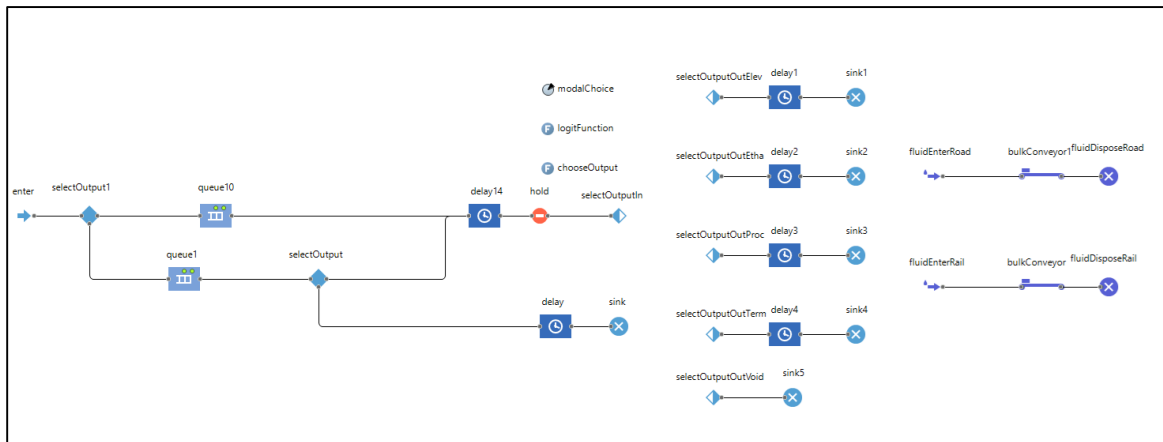 enter
selectOutput1
queue10
queue1
selectOutput
delay14
hold
selectOutputIn
delay
sink
modalChoice
F logitFunction
F chooseOutput
selectOutputOutElev
delay1
sink1
selectOutputOutEtha
delay2
sink2
selectOutputOutProc
delay3
sink3
selectOutputOutTerm
delay4
sink4
selectOutputOutVoid
sink5
fluidEnterRoad
bulkConveyor1
fluidDisposeRoad
fluidEnterRail
bulkConveyor
fluidDisposeRail